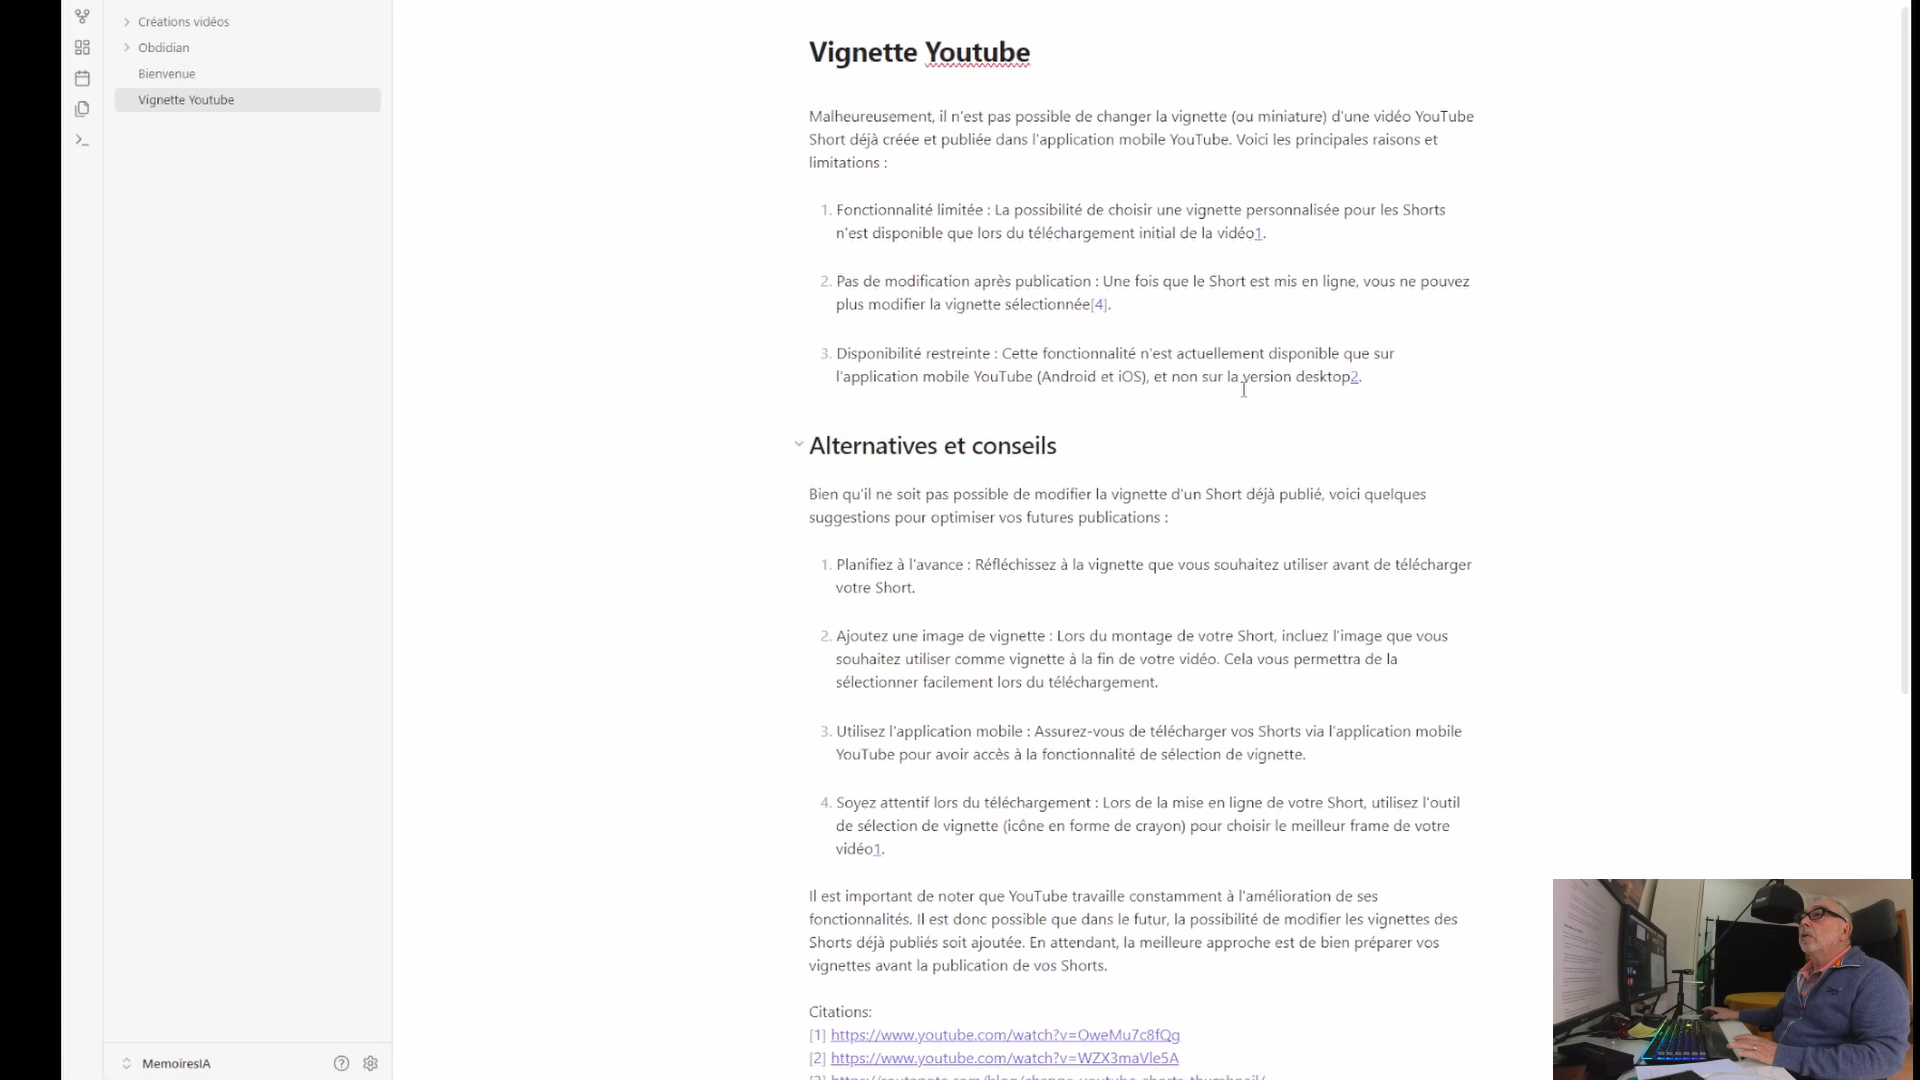 Créations vidéos
Obdidian
Bienvenue
Vignette Youtube
MemoiresIA
Vignette Youtube
Malheureusement, il n'est pas possible de changer la vignette (ou miniature) d'une vidéo YouTube
Short déjà créée et publiée dans l'application mobile YouTube. Voici les principales raisons et
limitations :
1. Fonctionnalité limitée : La possibilité de choisir une vignette personnalisée pour les Shorts
n'est disponible que lors du téléchargement initial de la vidéo1.
2. Pas de modification après publication : Une fois que le Short est mis en ligne, vous ne pouvez
plus modifier la vignette sélectionnée[4].
3. Disponibilité restreinte : Cette fonctionnalité n'est actuellement disponible que sur
l'application mobile YouTube (Android et iOS), et non sur la version desktop2.
Alternatives et conseils
Bien qu'il ne soit pas possible de modifier la vignette d'un Short déjà publié, voici quelques
suggestions pour optimiser vos futures publications :
1. Planifiez à l'avance : Réfléchissez à la vignette que vous souhaitez utiliser avant de télécharger
votre Short.
2. Ajoutez une image de vignette : Lors du montage de votre Short, incluez l'image que vous
souhaitez utiliser comme vignette à la fin de votre vidéo. Cela vous permettra de la
sélectionner facilement lors du téléchargement.
3. Utilisez l'application mobile : Assurez-vous de télécharger vos Shorts via l'application mobile
YouTube pour avoir accès à la fonctionnalité de sélection de vignette.
4. Soyez attentif lors du téléchargement : Lors de la mise en ligne de votre Short, utilisez l'outil
de sélection de vignette (icône en forme de crayon) pour choisir le meilleur frame de votre
vidéo1.
Il est important de noter que YouTube travaille constamment à l'amélioration de ses
fonctionnalités. Il est donc possible que dans le futur, la possibilité de modifier les vignettes des
Shorts déjà publiés soit ajoutée. En attendant, la meilleure approche est de bien préparer vos
vignettes avant la publication de vos Shorts.
Citations:
[1] https://www.youtube.com/watch?v=OweMu7c8fQg
[2] https://www.youtube.com/watch?v=WZX3maVle5A